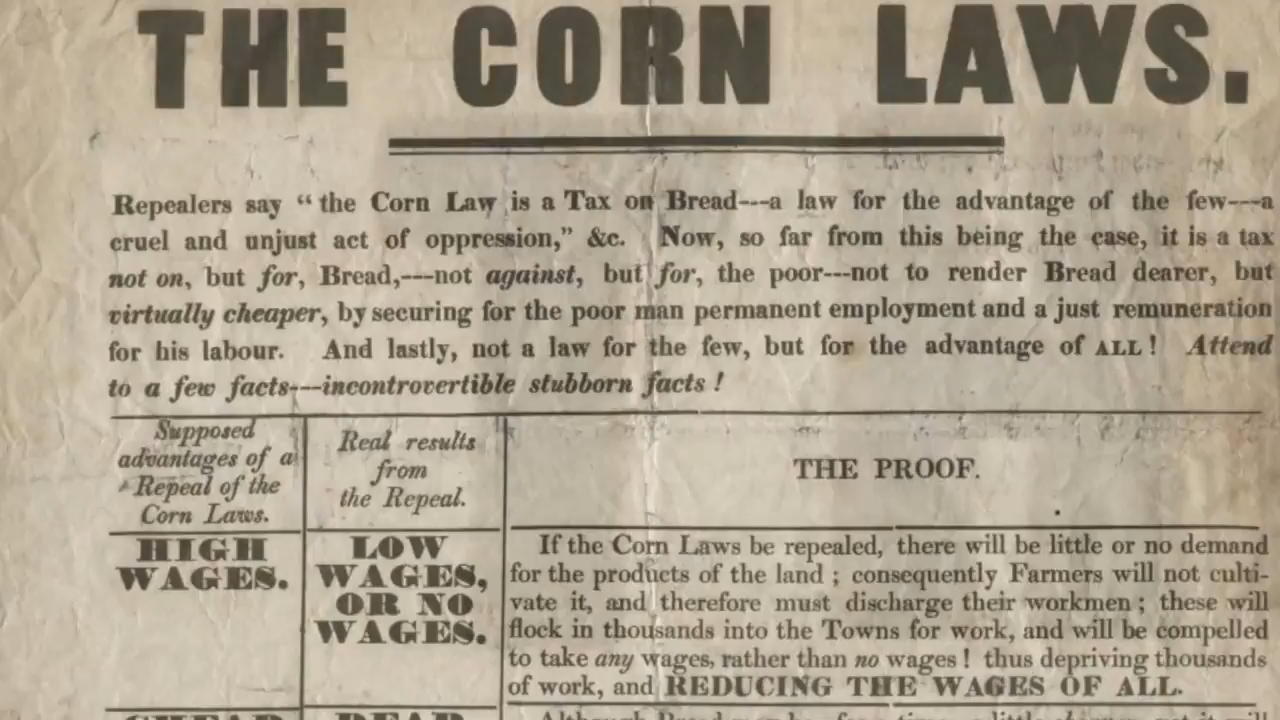 THE CORN LAWS.
Repealers say “ the Corn Law is a Tax on Bread---a law for the advantage of the few---a
cruel and unjust act of oppression,” &c. Now, so far from this being the case, it is a tax
not on, but for, Bread,---not against, but for, the poor---not to render Bread dearer, but
virtually cheaper, by securing for the poor man permanent employment and a just remuneration
for his labour. And lastly, not a law for the few, but for the advantage of ALL ! Attend
to a few facts---incontrovertible stubborn facts !
Supposed
advantages of a
Repeal of the
Corn Laws.
Real results
from
the Repeal.
THE PROOF.
HIGH
WAGES.
LOW
WAGES,
OR NO
WAGES.
If the Corn Laws be repealed, there will be little or no demand
for the products of the land ; consequently Farmers will not culti-
vate it, and therefore must discharge their workmen ; these will
flock in thousands into the Towns for work, and will be compelled
to take any wages, rather than no wages ! thus depriving thousands
of work, and REDUCING THE WAGES OF ALL.